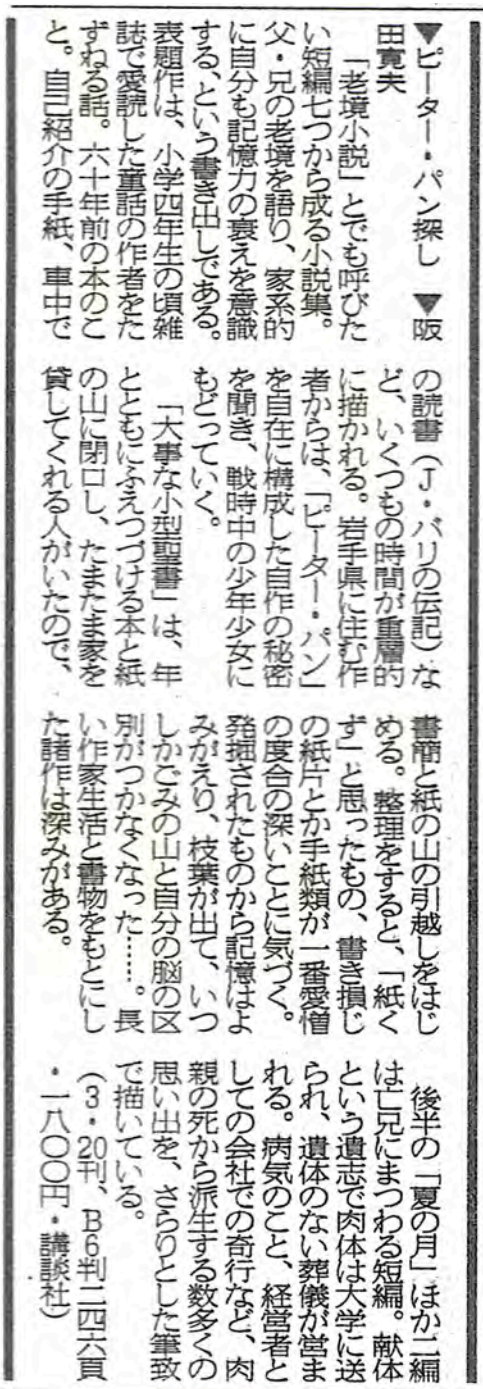 ▼ピーター・パン探し　▼阪
田寛夫
　「老境小説」とでも呼びた
い短編七つから成る小説集。
父・兄の老境を語り、家系的
に自分も記憶力の衰えを意識
する、という書き出しである。
表題作は、小学四年生の頃雑
誌で愛読した童話の作者をた
ずねる話。六十年前の本のこ
と。自己紹介の手紙、車中で
の読書（J・バリの伝記）な
ど、いくつもの時間が重層的
に描かれる。岩手県に住む作
者からは、「ピーター・パン」
を自在に構成した自作の秘密
を聞き、戦時中の少年少女に
もどっていく。
　「大事な小型聖書」は、年
とともにふえつづける本と紙
の山に閉口し、たまたま家を
貸してくれる人がいたので、
書簡と紙の山の引越しをはじ
める。整理をすると、「紙く
ず」と思ったもの、書き損じ
の紙片とか手紙類が一番愛憎
の度合の深いことに気づく。
発掘されたものから記憶はよ
みがえり、枝葉が出て、いつ
しかごみの山と自分の脳の区
別がつかなくなった……。長
い作家生活と書物をもとにし
た諸作は深みがある。
　後半の「夏の月」ほか二編
は亡兄にまつわる短編。献体
という遺志で肉体は大学に送
られ、遺体のない葬儀が営ま
れる。病気のこと、経営者と
しての会社での奇行など、肉
親の死から派生する数多くの
思い出を、さらりとした筆致
で描いている。
（3・20刊、B6判二四六頁
・一八〇〇円・講談社）